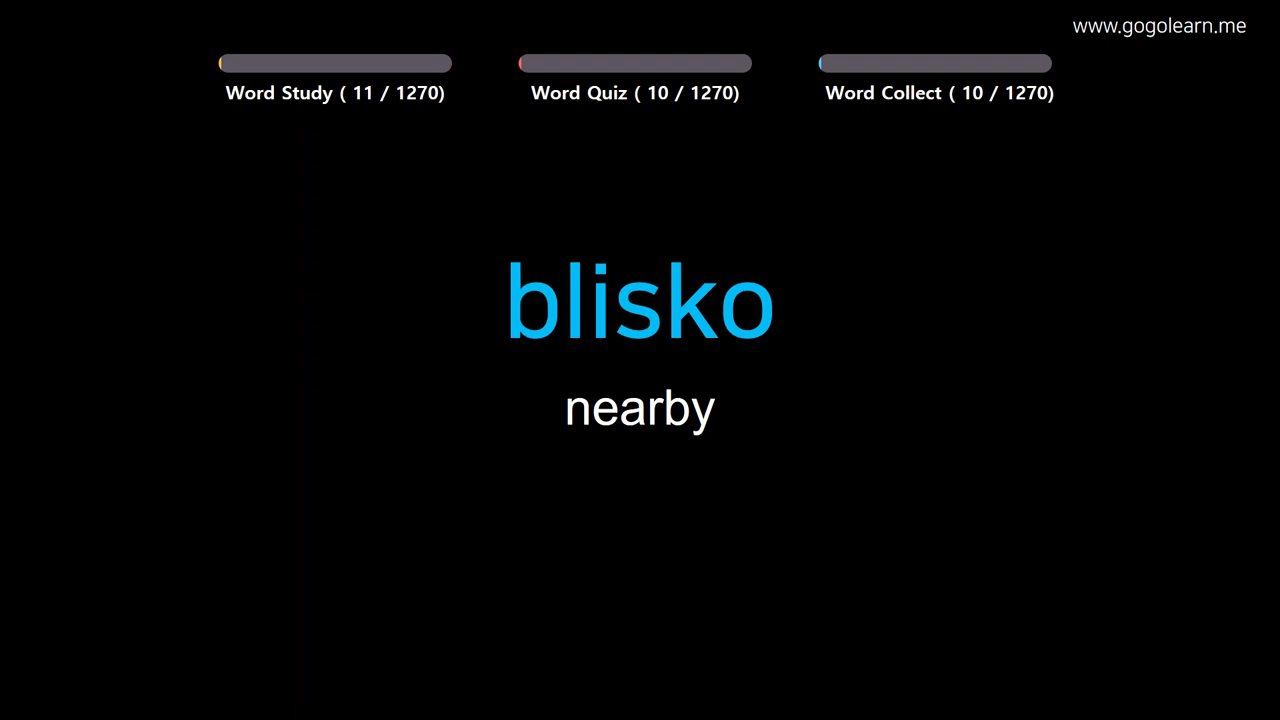 www.gogolearn.me
Word Study ( 11 / 1270)
Word Quiz ( 10 / 1270)
Word Collect ( 10 / 1270)
blisko
nearby